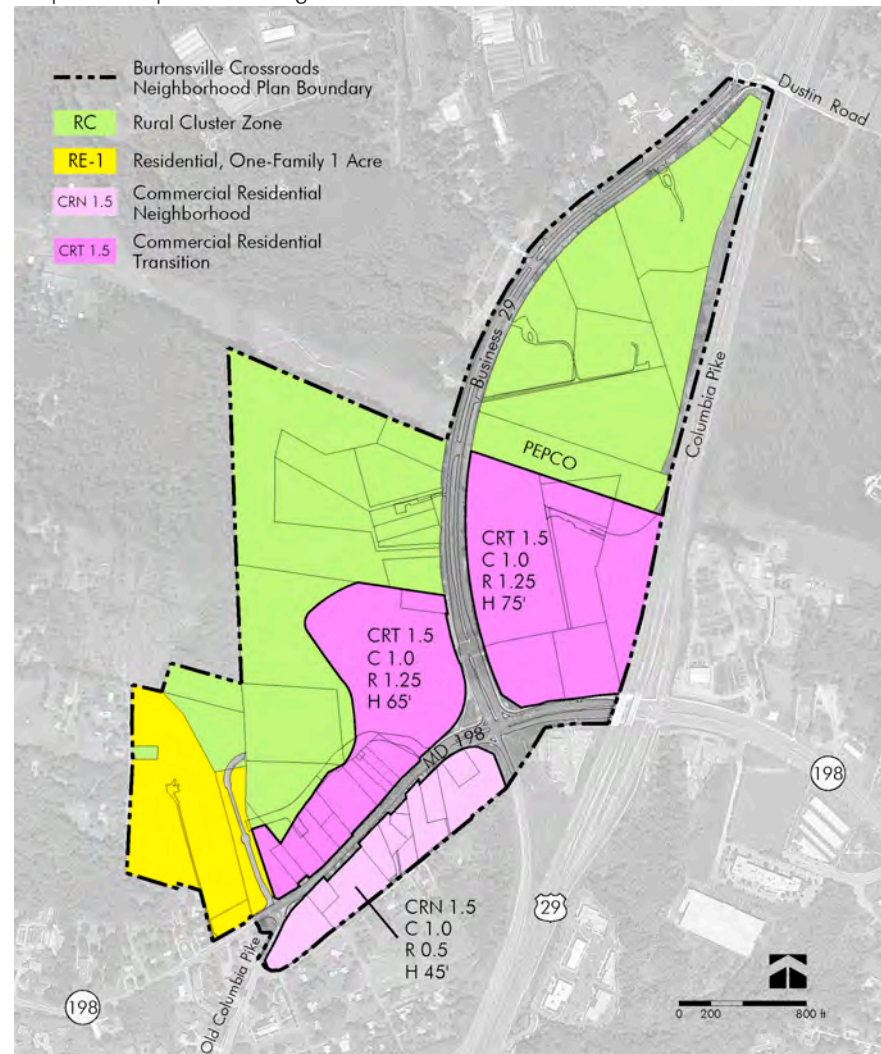 Burtonsville Crossroads
Neighborhood Plan Boundary
RC Rural Cluster Zone
RE-1 Residential, One-Family 1 Acre
CRN 1.5 Commercial Residential
Neighborhood
CRT 1.5 Commercial Residential
Transition
Dustin Road
Business 29
Columbia Pike
PEPCO
CRT 1.5
C 1.0
R 1.25
H 75'
CRT 1.5
C 1.0
R 1.25
H 65'
MD 198
198
CRN 1.5
C 1.0
R 0.5
H 45'
29
Old Columbia Pike
198
0 200 800 ft